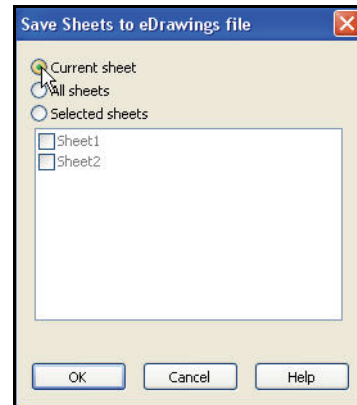 Save Sheets to eDrawings file
Current sheet
All sheets
Selected sheets
Sheet1
Sheet2
OK Cancel Help